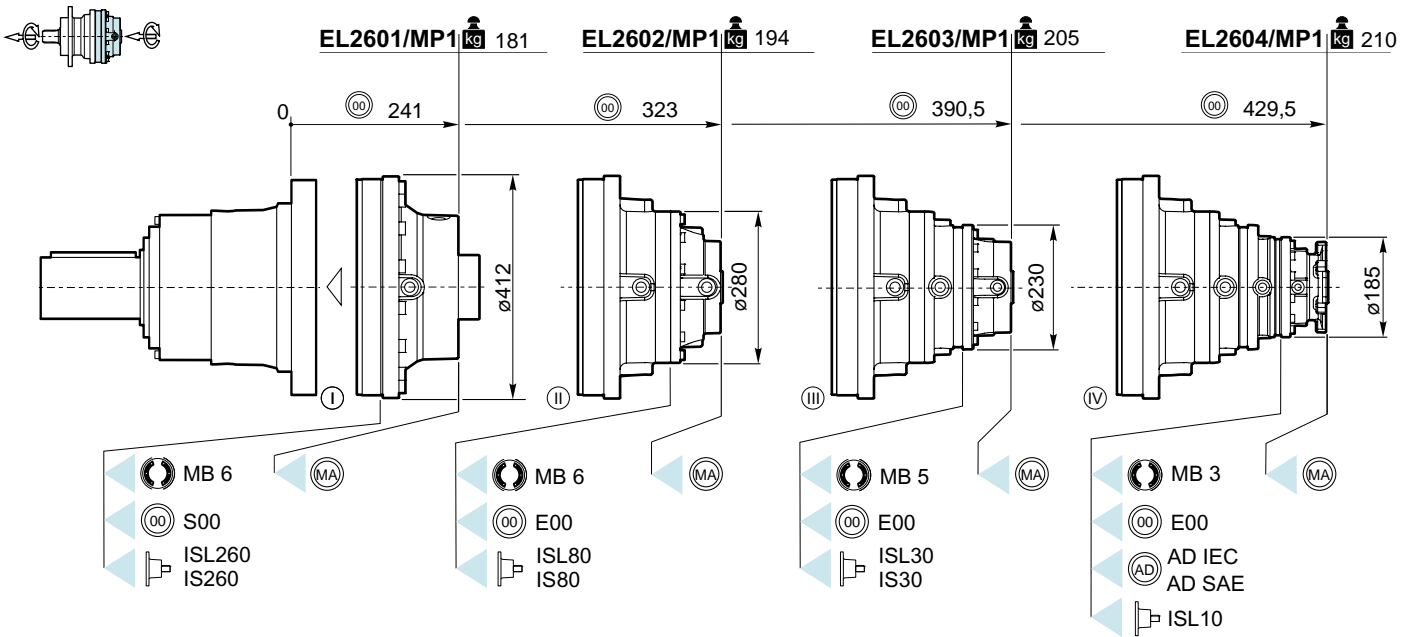 EL2601/MP1 kg 181
EL2602/MP1 kg 194
EL2603/MP1 kg 205
EL2604/MP1 kg 210
0
00 241
00 323
00 390,5
00 429,5
ø412
ø280
ø230
ø185
I
II
III
IV
MB 6
MA
00 S00
ISL260
IS260
MB 6
MA
00 E00
ISL80
IS80
MB 5
MA
00 E00
ISL30
IS30
MB 3
MA
00 E00
AD AD IEC
AD SAE
ISL10